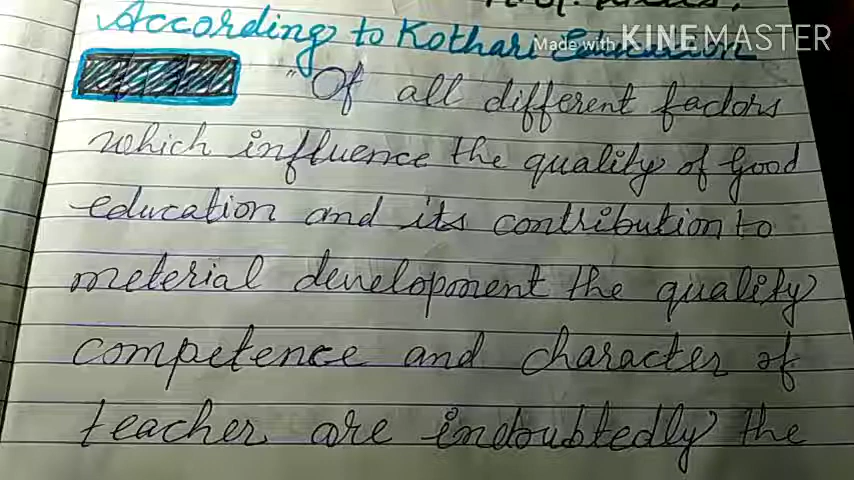 According to Kothari Education
Made with KINEMASTER
"Of all different factors
which influence the quality of Good
education and its contribution to
meterial development the quality
competence and character of
teacher are indoubtedly the